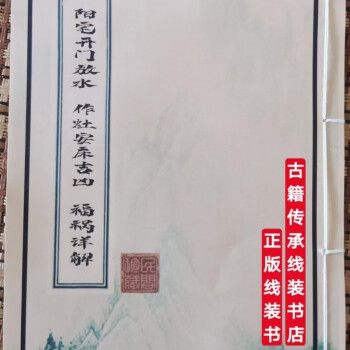 阳宅开门放水 作灶安床吉凶 福祸详解
古籍传承线装书店
正版线装书